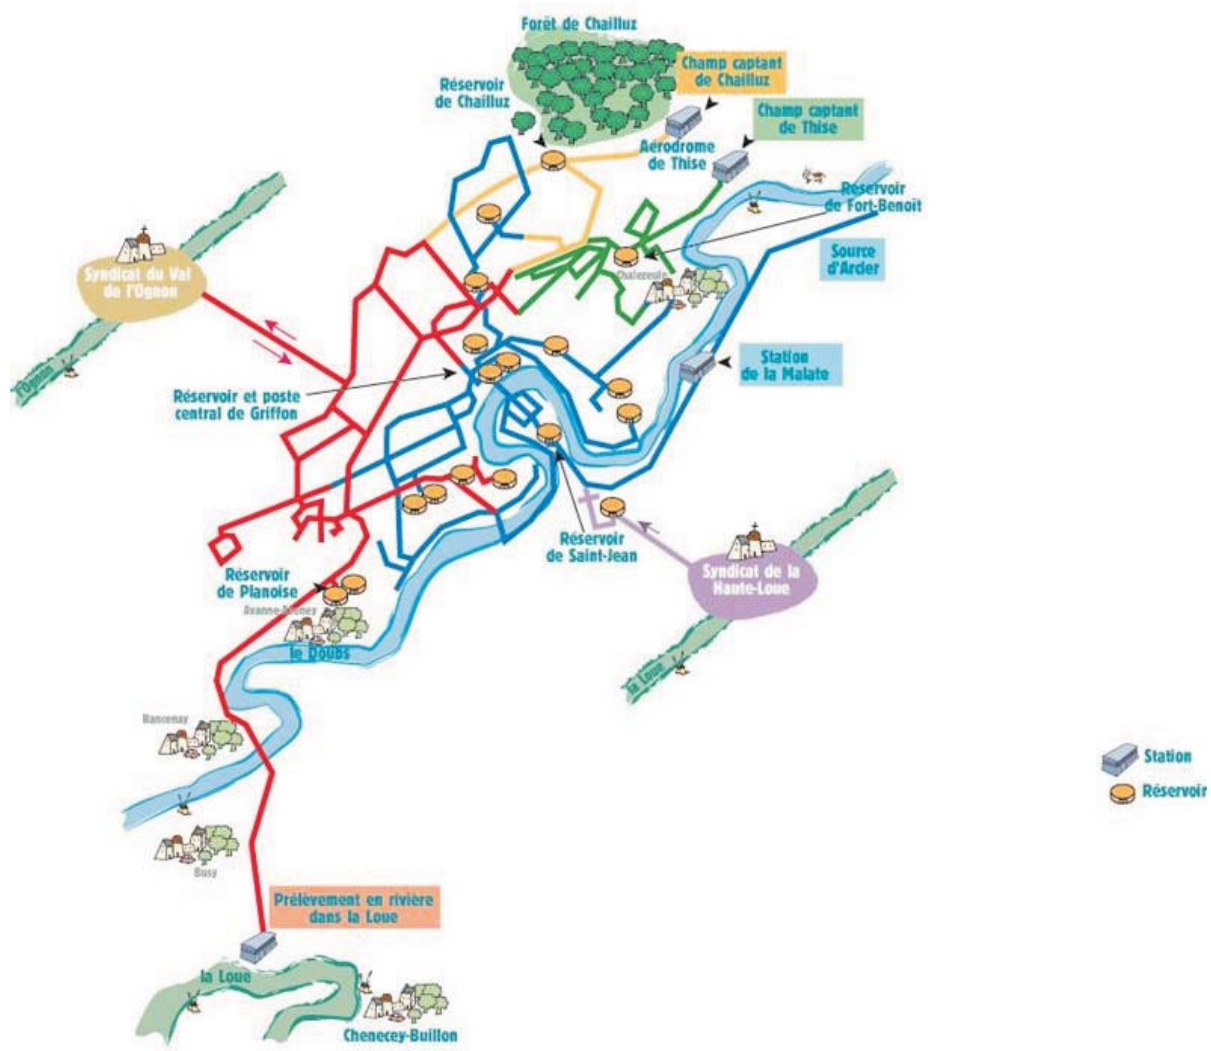 Forêt de Chailluz
Champ captant
de Chailluz
Réservoir
de Chailluz
Champ captant
de Thise
Aérodrome
de Thise
Réservoir
de Fort-Benoit
Source
d'Arcier
Chalezeule
Syndicat du Val
de l'Ognon
l'Ognon
Station
de la Malate
Réservoir et poste
central de Griffon
Réservoir
de Saint-Jean
Syndicat de la
Haute-Loue
la Loue
Réservoir
de Planoise
Avanne-Aveney
le Doubs
Rancenay
Station
Réservoir
Busy
Prélèvement en rivière
dans la Loue
la Loue
Chenecey-Buillon